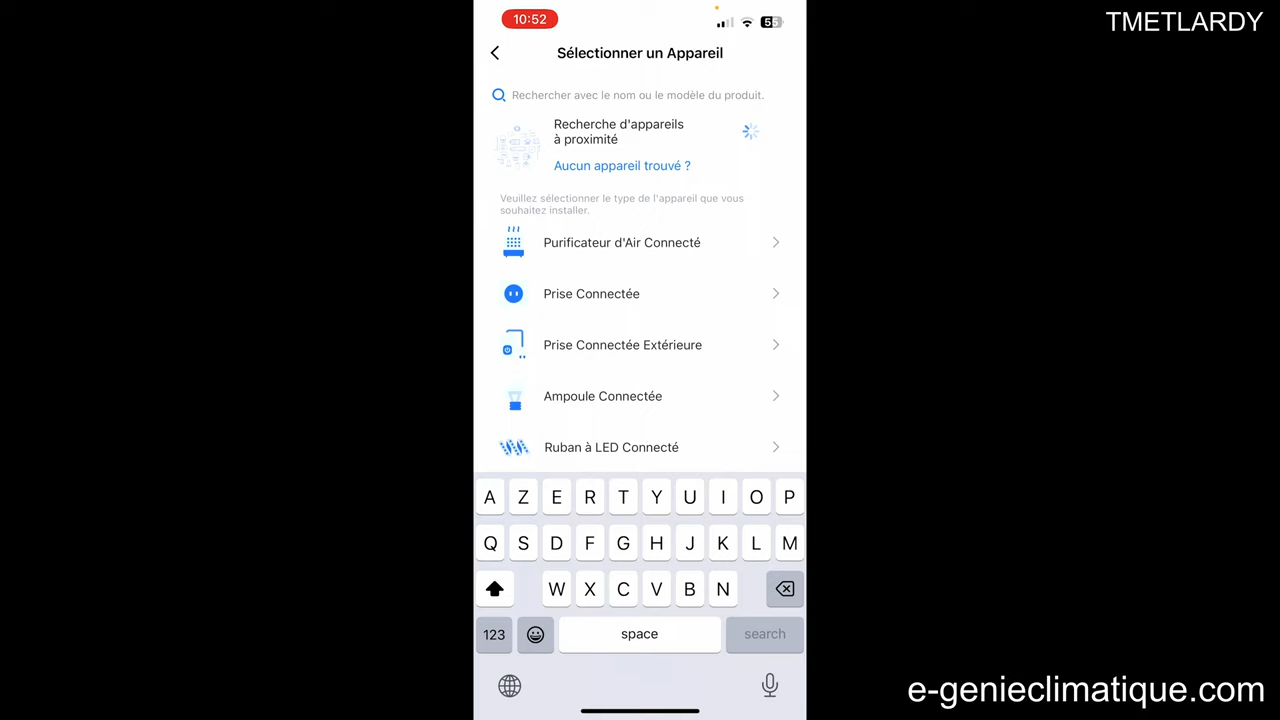 TMETLARDY
10:52
55
Sélectionner un Appareil
Rechercher avec le nom ou le modèle du produit.
Recherche d'appareils
à proximité
Aucun appareil trouvé ?
Veuillez sélectionner le type de l'appareil que vous
souhaitez installer.
Purificateur d'Air Connecté
Prise Connectée
Prise Connectée Extérieure
Ampoule Connectée
Ruban à LED Connecté
A Z E R T Y U I O P
Q S D F G H J K L M
W X C V B N
123 space search
e-genieclimatique.com